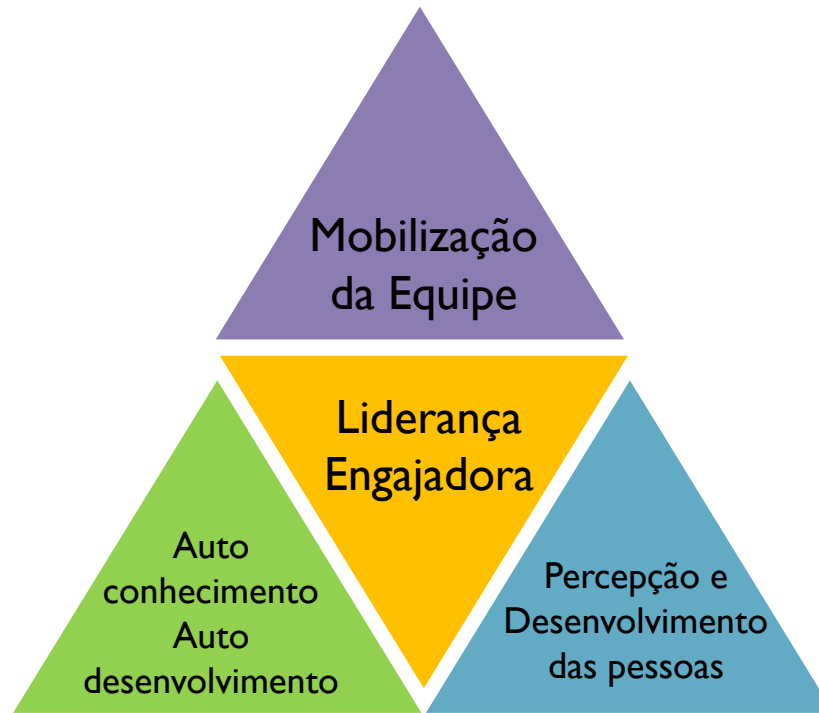 Mobilização
da Equipe
Liderança
Engajadora
Auto
conhecimento
Auto
desenvolvimento
Percepção e
Desenvolvimento
das pessoas